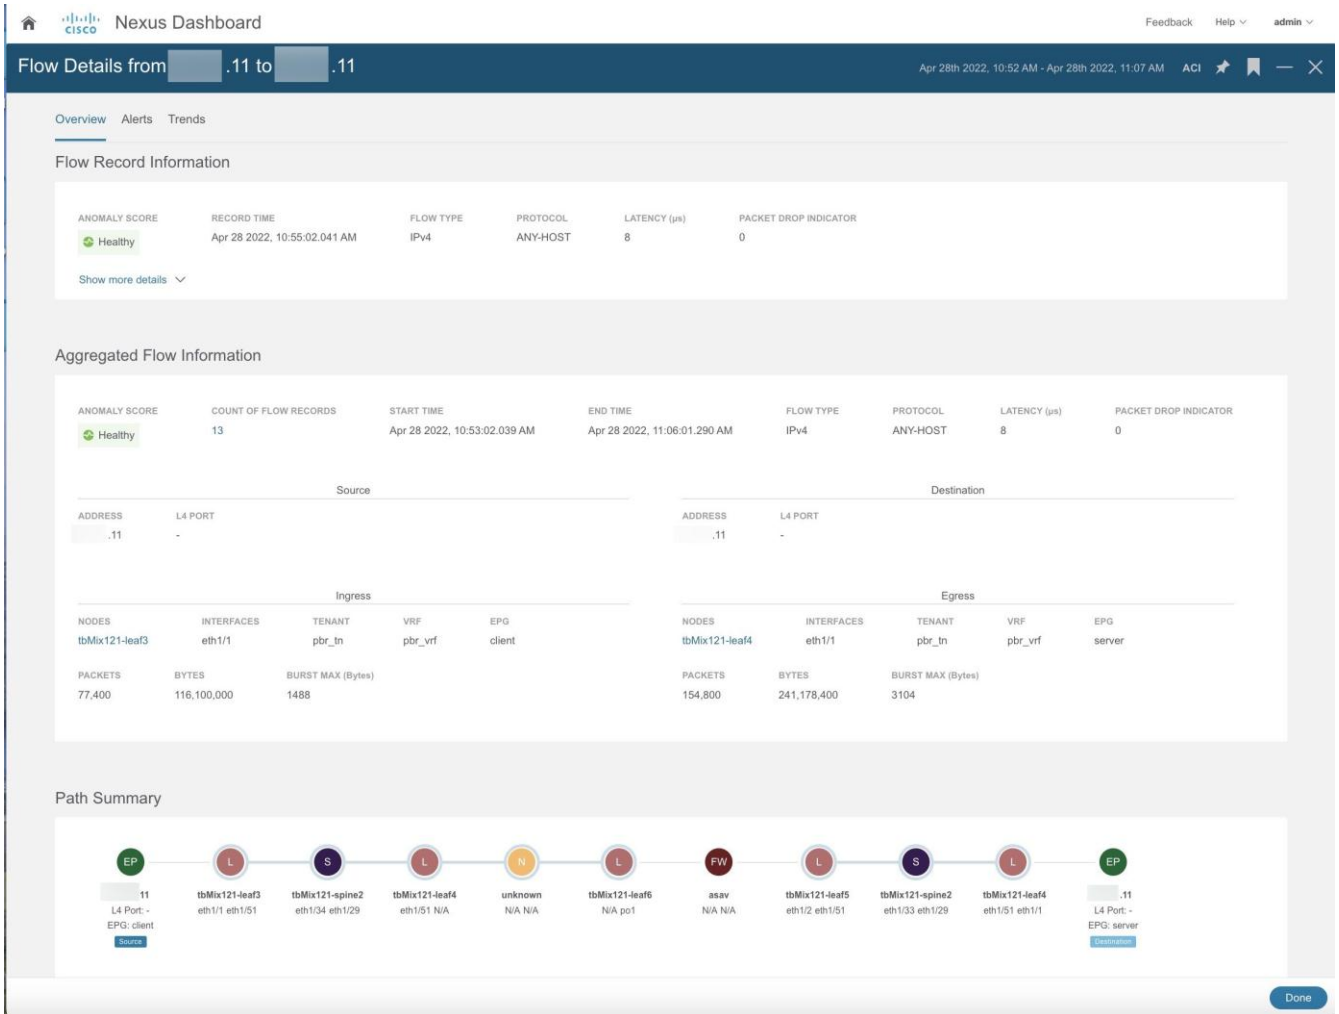 cisco Nexus Dashboard Feedback Help admin
Flow Details from .11 to .11 Apr 28th 2022, 10:52 AM - Apr 28th 2022, 11:07 AM ACI
Overview Alerts Trends
Flow Record Information
ANOMALY SCORE RECORD TIME FLOW TYPE PROTOCOL LATENCY (μs) PACKET DROP INDICATOR
Healthy Apr 28 2022, 10:55:02.041 AM IPv4 ANY-HOST 8 0
Show more details
Aggregated Flow Information
ANOMALY SCORE COUNT OF FLOW RECORDS START TIME END TIME FLOW TYPE PROTOCOL LATENCY (μs) PACKET DROP INDICATOR
Healthy 13 Apr 28 2022, 10:53:02.039 AM Apr 28 2022, 11:06:01.290 AM IPv4 ANY-HOST 8 0
Source Destination
ADDRESS L4 PORT ADDRESS L4 PORT
.11 - .11 -
Ingress Egress
NODES INTERFACES TENANT VRF EPG NODES INTERFACES TENANT VRF EPG
tbMix121-leaf3 eth1/1 pbr_tn pbr_vrf client tbMix121-leaf4 eth1/1 pbr_tn pbr_vrf server
PACKETS BYTES BURST MAX (Bytes) PACKETS BYTES BURST MAX (Bytes)
77,400 116,100,000 1488 154,800 241,178,400 3104
Path Summary
EP L S L N L FW L S L EP
11 tbMix121-leaf3 tbMix121-spine2 tbMix121-leaf4 unknown tbMix121-leaf6 asav tbMix121-leaf5 tbMix121-spine2 tbMix121-leaf4 .11
L4 Port: - eth1/1 eth1/51 eth1/34 eth1/29 eth1/51 N/A N/A N/A N/A po1 N/A N/A eth1/2 eth1/51 eth1/33 eth1/29 eth1/51 eth1/1 L4 Port: -
EPG: client EPG: server
Source Destination
Done